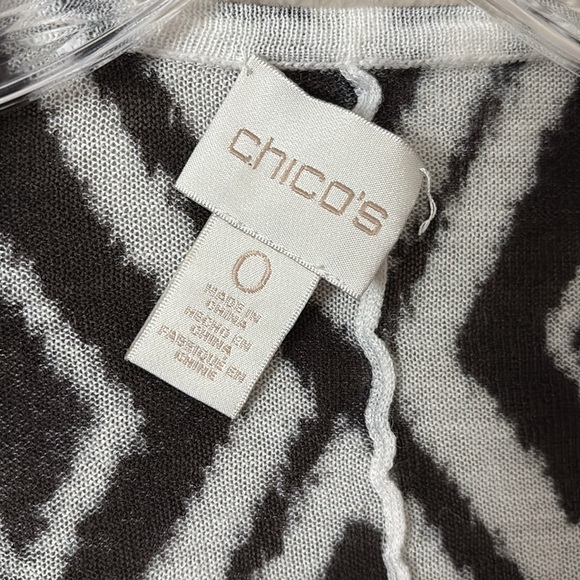 chico's
0
MADE IN
CHINA
HECHO EN
CHINA
FABRIQUE EN
CHINE